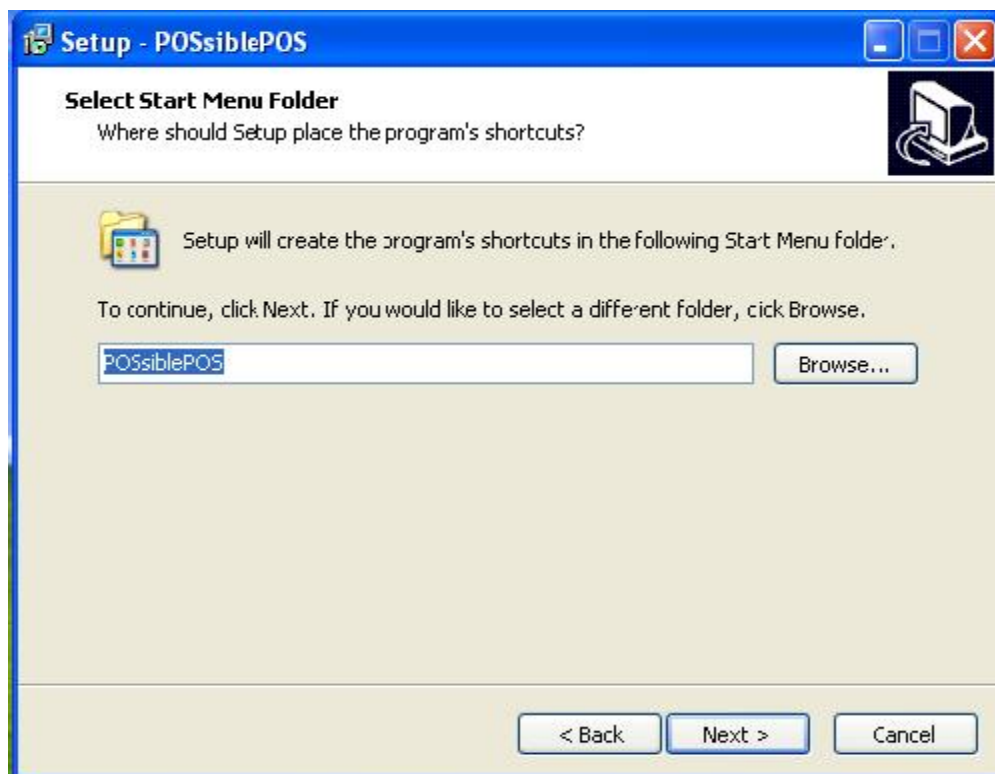 Setup - POSsiblePOS
Select Start Menu Folder
Where should Setup place the program's shortcuts?
Setup will create the program's shortcuts in the following Start Menu folder.
To continue, click Next. If you would like to select a different folder, click Browse.
POSsiblePOS
Browse...
< Back
Next >
Cancel